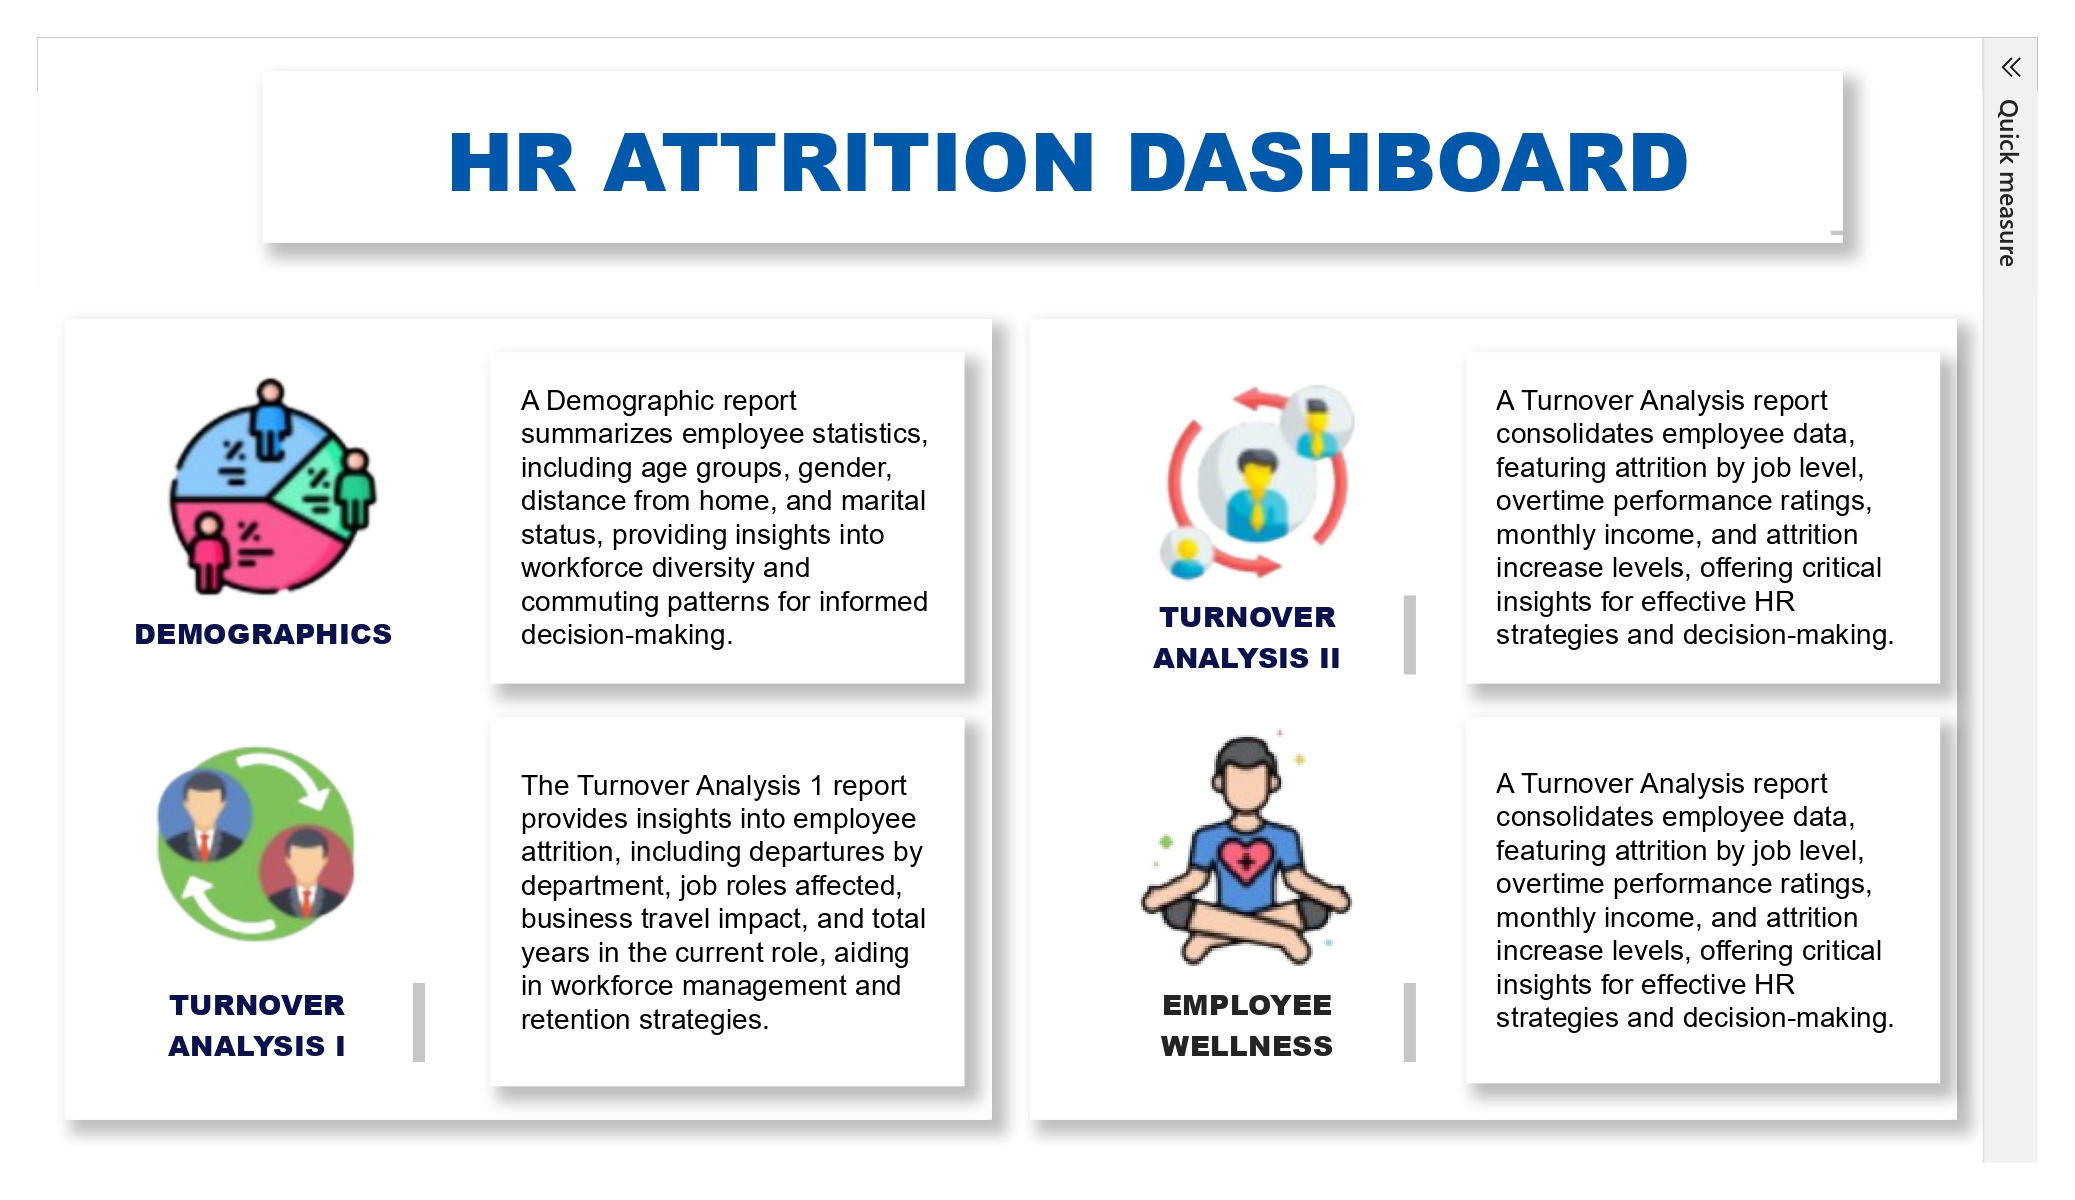 HR ATTRITION DASHBOARD
Quick measure
A Demographic report
summarizes employee statistics,
including age groups, gender,
distance from home, and marital
status, providing insights into
workforce diversity and
commuting patterns for informed
decision-making.
DEMOGRAPHICS
The Turnover Analysis 1 report
provides insights into employee
attrition, including departures by
department, job roles affected,
business travel impact, and total
years in the current role, aiding
in workforce management and
retention strategies.
TURNOVER
ANALYSIS I
A Turnover Analysis report
consolidates employee data,
featuring attrition by job level,
overtime performance ratings,
monthly income, and attrition
increase levels, offering critical
insights for effective HR
strategies and decision-making.
TURNOVER
ANALYSIS II
A Turnover Analysis report
consolidates employee data,
featuring attrition by job level,
overtime performance ratings,
monthly income, and attrition
increase levels, offering critical
insights for effective HR
strategies and decision-making.
EMPLOYEE
WELLNESS